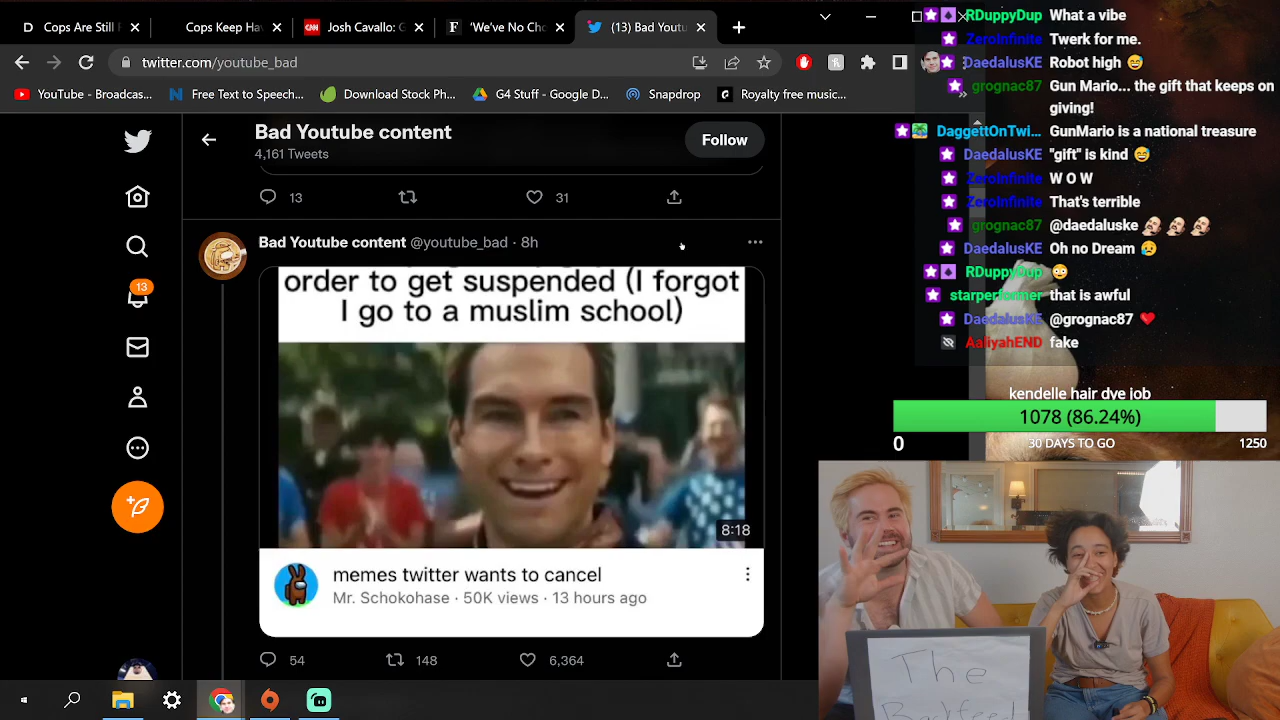 Cops Are Still F
Cops Keep Hav
CNN
Josh Cavallo: G
'We've No Cho
(13) Bad Youtu
twitter.com/youtube_bad
YouTube - Broadcas...
Free Text to Speech...
Download Stock Ph...
G4 Stuff - Google D...
Snapdrop
Royalty free music...
Bad Youtube content
4,161 Tweets
Follow
13
31
13
Bad Youtube content @youtube_bad · 8h
order to get suspended (I forgot
I go to a muslim school)
8:18
memes twitter wants to cancel
Mr. Schokohase · 50K views · 13 hours ago
54
148
6,364
RDuppyDup What a vibe
ZeroInfinite Twerk for me.
DaedalusKE Robot high
grognac87 Gun Mario... the gift that keeps on
giving!
DaggettOnTwi... GunMario is a national treasure
DaedalusKE "gift" is kind
ZeroInfinite W O W
ZeroInfinite That's terrible
grognac87 @daedaluske
DaedalusKE Oh no Dream
RDuppyDup
starperformer that is awful
DaedalusKE @grognac87
AaliyahEND fake
kendelle hair dye job
1078 (86.24%)
0
30 DAYS TO GO
1250
The
Backfeed